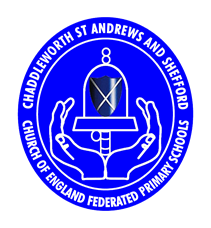 CHADDLEWORTH ST ANDREWS AND SHEFFORD
CHURCH OF ENGLAND FEDERATED PRIMARY SCHOOLS